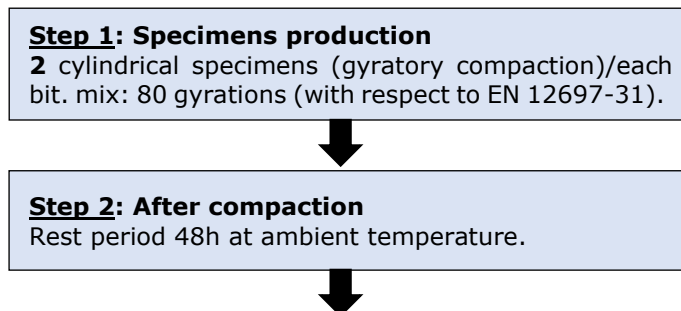 Step 1: Specimens production
2 cylindrical specimens (gyratory compaction)/each
bit. mix: 80 gyrations (with respect to EN 12697-31).
Step 2: After compaction
Rest period 48h at ambient temperature.